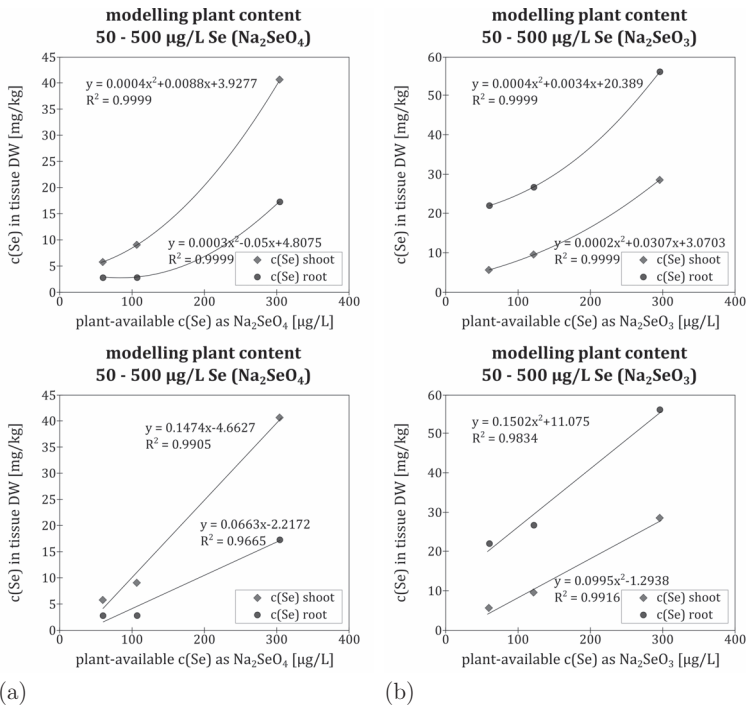 modelling plant content
50 - 500 µg/L Se (Na₂SeO₄)
c(Se) in tissue DW [mg/kg]
45
40
35
30
25
20
15
10
5
0
y = 0.0004x²+0.0088x+3.9277
R² = 0.9999
y = 0.0003x²-0.05x+4.8075
R² = 0.9999
c(Se) shoot
c(Se) root
0 100 200 300 400
plant-available c(Se) as Na₂SeO₄ [µg/L]
modelling plant content
50 - 500 µg/L Se (Na₂SeO₃)
c(Se) in tissue DW [mg/kg]
60
50
40
30
20
10
0
y = 0.0004x²+0.0034x+20.389
R² = 0.9999
y = 0.0002x²+0.0307x+3.0703
R² = 0.9999
c(Se) shoot
c(Se) root
0 100 200 300 400
plant-available c(Se) as Na₂SeO₃ [µg/L]
modelling plant content
50 - 500 µg/L Se (Na₂SeO₄)
c(Se) in tissue DW [mg/kg]
45
40
35
30
25
20
15
10
5
0
y = 0.1474x-4.6627
R² = 0.9905
y = 0.0663x-2.2172
R² = 0.9665
c(Se) shoot
c(Se) root
0 100 200 300 400
plant-available c(Se) as Na₂SeO₄ [µg/L]
(a)
modelling plant content
50 - 500 µg/L Se (Na₂SeO₃)
c(Se) in tissue DW [mg/kg]
60
50
40
30
20
10
0
y = 0.1502x²+11.075
R² = 0.9834
y = 0.0995x²-1.2938
R² = 0.9916
c(Se) shoot
c(Se) root
0 100 200 300 400
plant-available c(Se) as Na₂SeO₃ [µg/L]
(b)